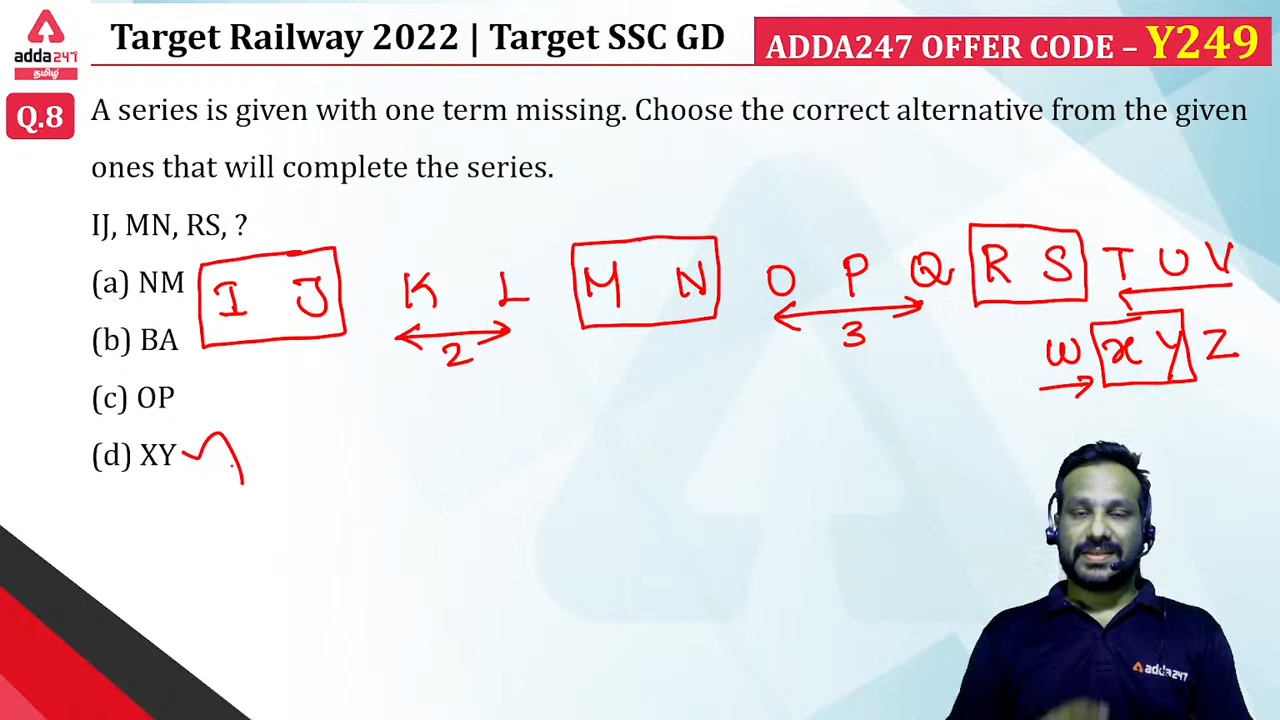 adda247
தமிழ்
Target Railway 2022 | Target SSC GD
ADDA247 OFFER CODE – Y249
Q.8
A series is given with one term missing. Choose the correct alternative from the given
ones that will complete the series.
IJ, MN, RS, ?
(a) NM
(b) BA
(c) OP
(d) XY
I J K L M N O P Q R S T U V
2
3
W X Y Z
adda247